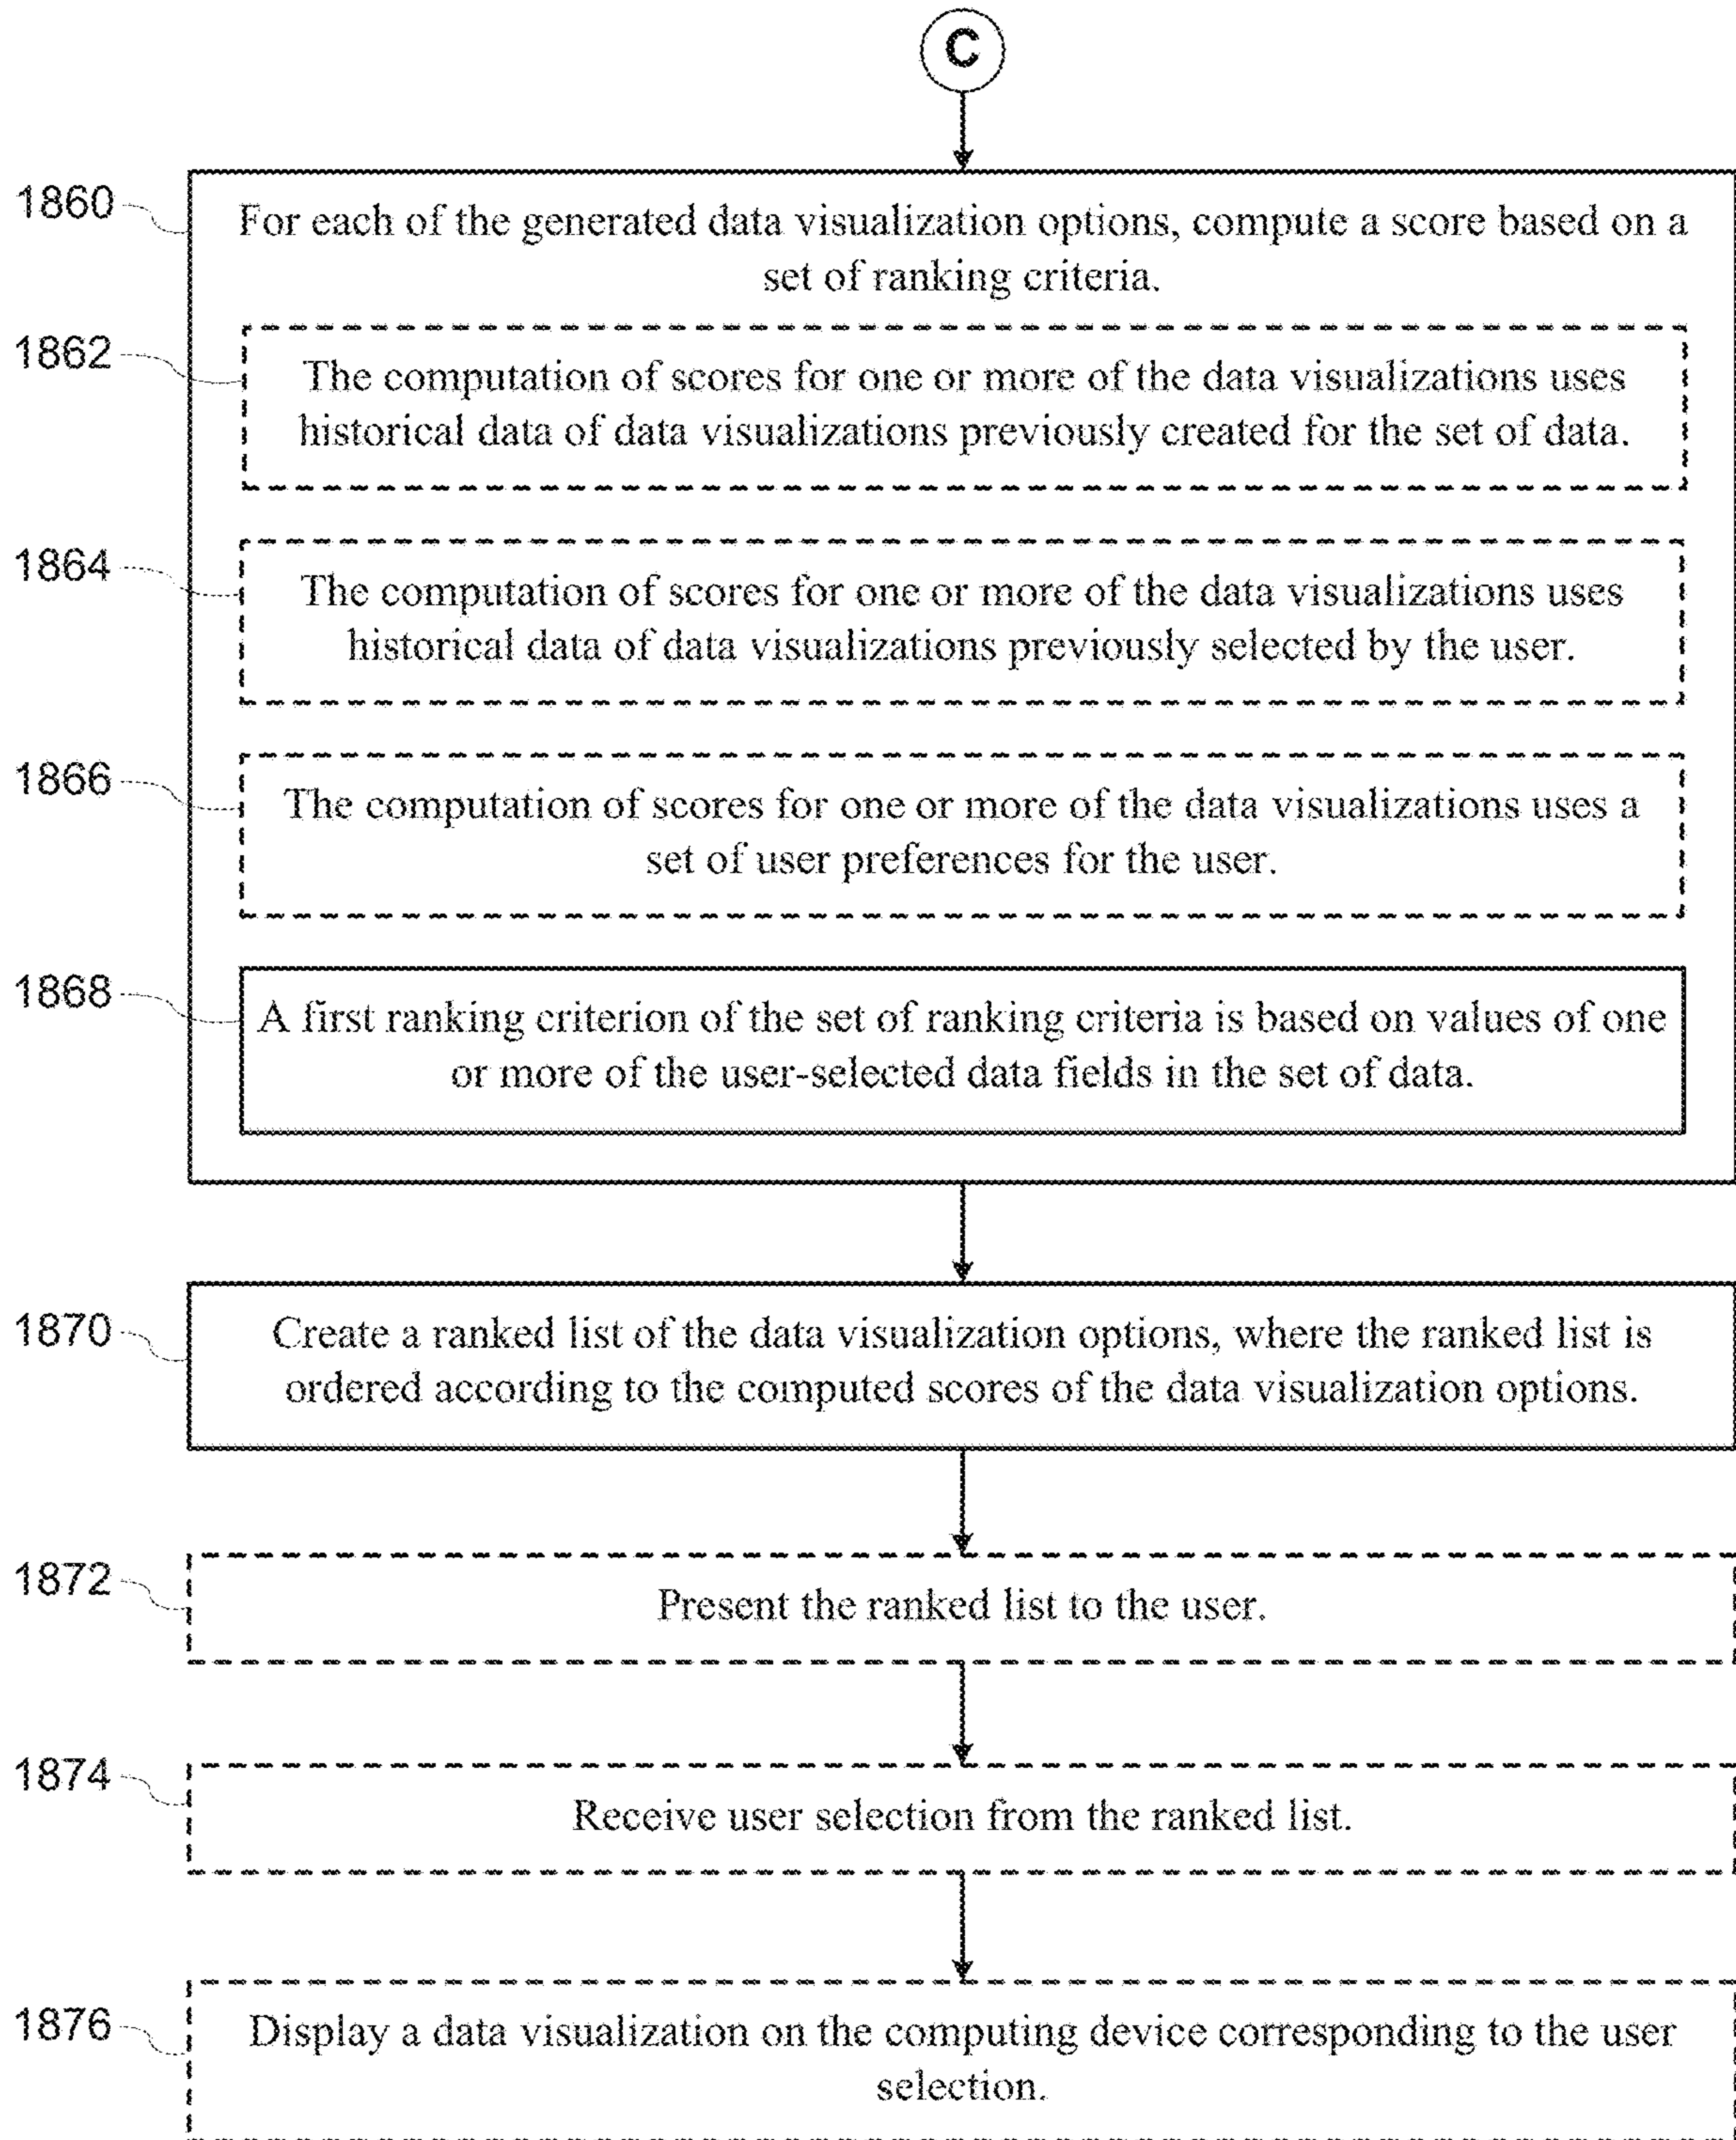 C
1860
For each of the generated data visualization options, compute a score based on a
set of ranking criteria.
1862
The computation of scores for one or more of the data visualizations uses
historical data of data visualizations previously created for the set of data.
1864
The computation of scores for one or more of the data visualizations uses
historical data of data visualizations previously selected by the user.
1866
The computation of scores for one or more of the data visualizations uses a
set of user preferences for the user.
1868
A first ranking criterion of the set of ranking criteria is based on values of one
or more of the user-selected data fields in the set of data.
1870
Create a ranked list of the data visualization options, where the ranked list is
ordered according to the computed scores of the data visualization options.
1872
Present the ranked list to the user.
1874
Receive user selection from the ranked list.
1876
Display a data visualization on the computing device corresponding to the user
selection.